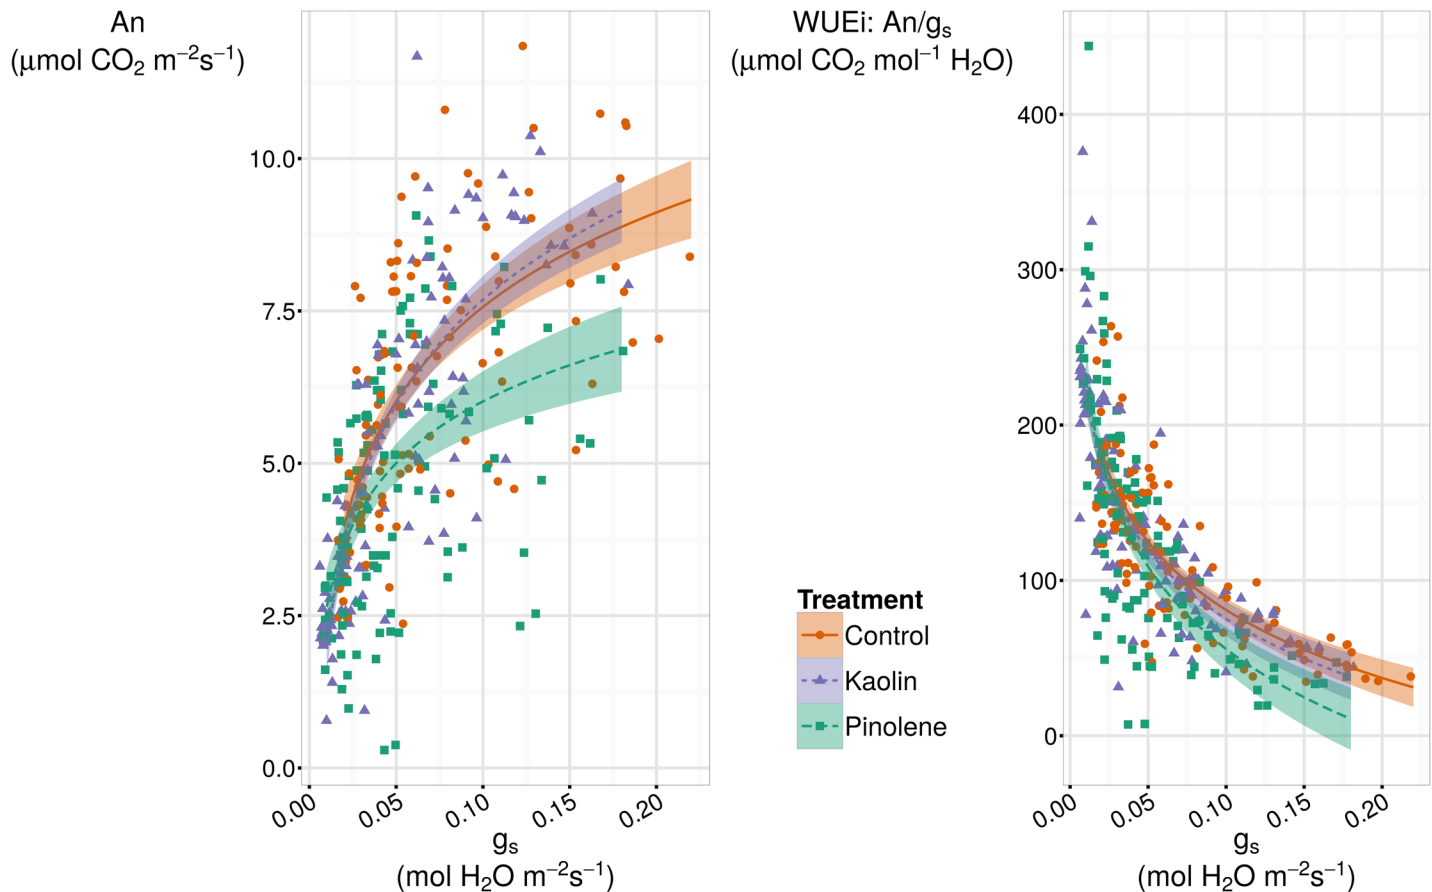 An
(μmol CO₂ m⁻²s⁻¹)
10.0
7.5
5.0
2.5
0.0
0.00
0.05
0.10
0.15
0.20
gₛ
(mol H₂O m⁻²s⁻¹)
WUEi: An/gₛ
(μmol CO₂ mol⁻¹ H₂O)
Treatment
Control
Kaolin
Pinolene
400
300
200
100
0
0.00
0.05
0.10
0.15
0.20
gₛ
(mol H₂O m⁻²s⁻¹)